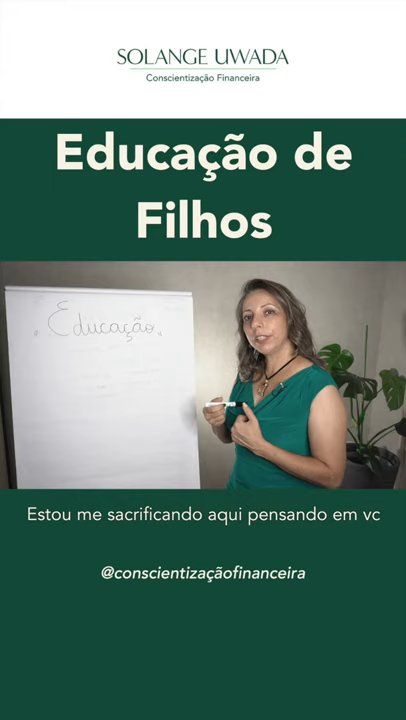 SOLANGE UWADA
Conscientização Financeira
Educação de
Filhos
"Educação"
Estou me sacrificando aqui pensando em vc
@conscientizaçãofinanceira